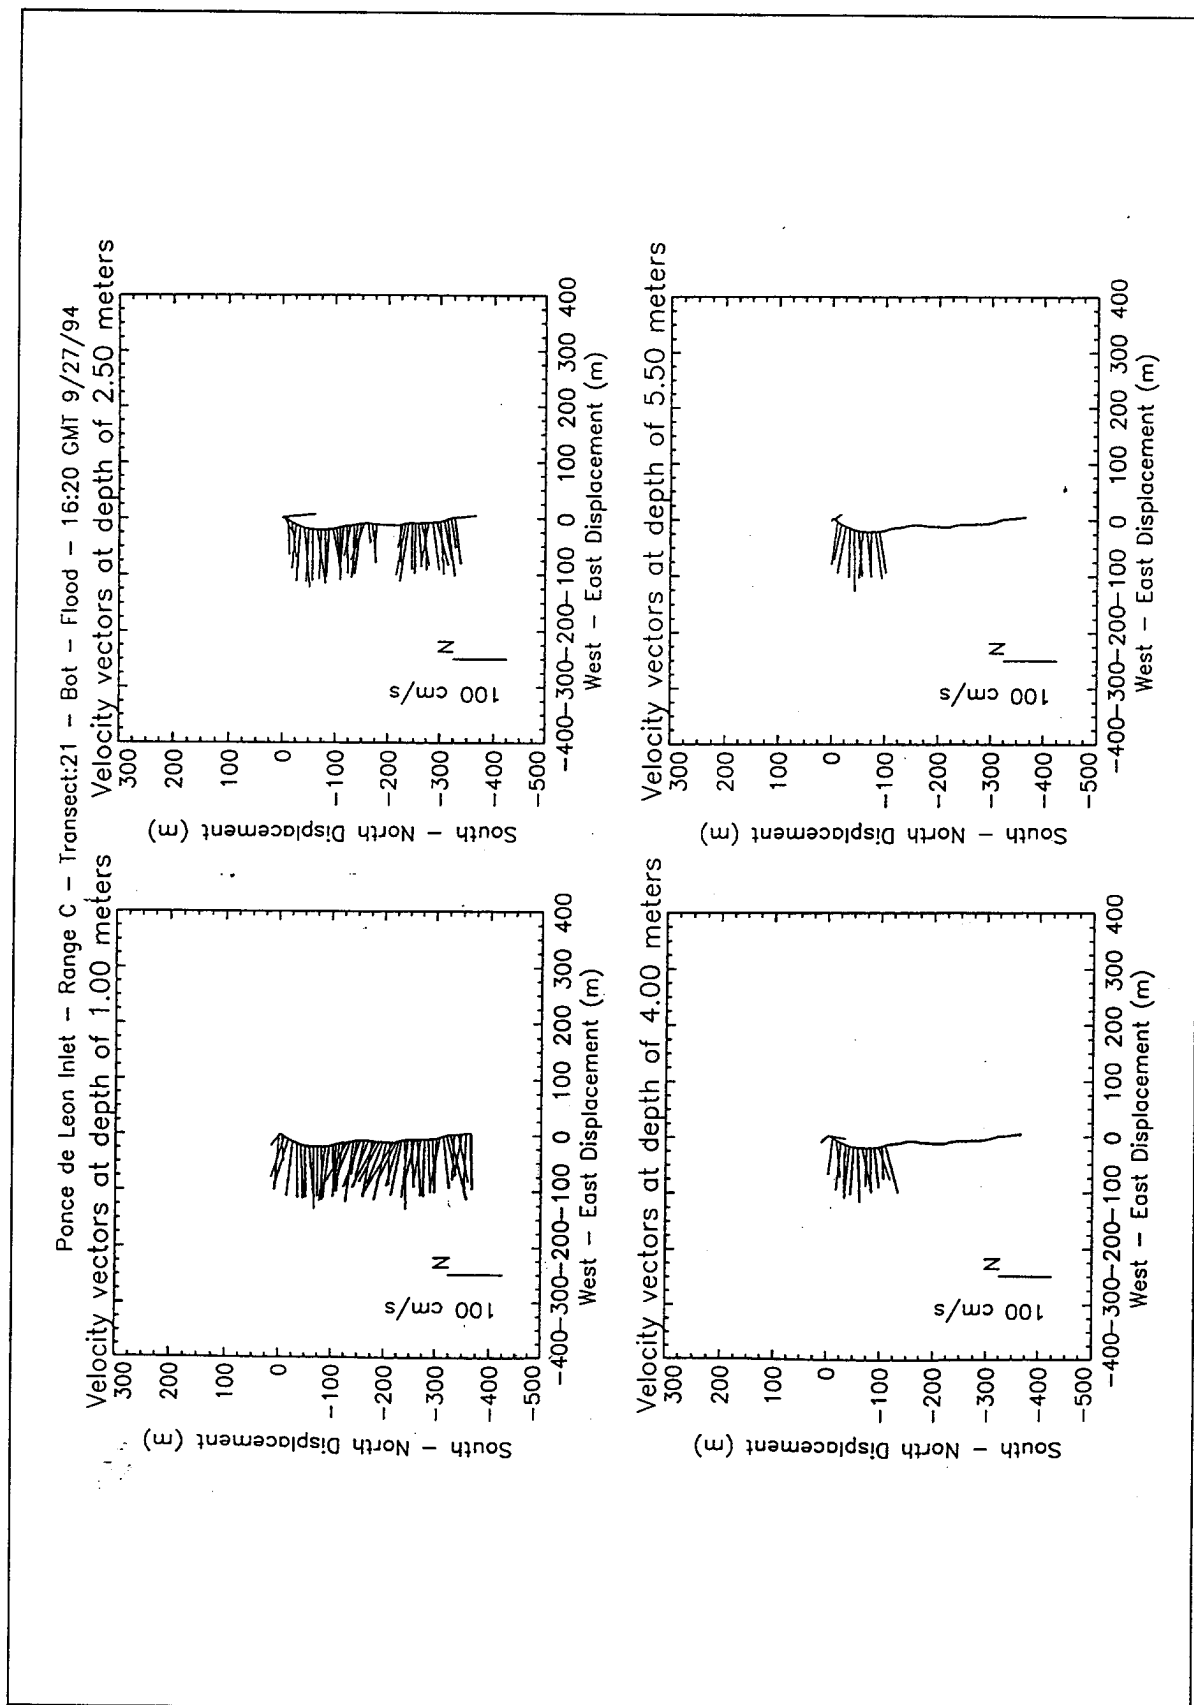 Ponce de Leon Inlet – Range C – Transect:21 – Bot – Flood – 16:20 GMT 9/27/94
Velocity vectors at depth of 1.00 meters
300
200
100
0
–100
–200
–300
–400
–500
South – North Displacement (m)
N
100 cm/s
–400–300–200–100 0 100 200 300 400
West – East Displacement (m)
Velocity vectors at depth of 2.50 meters
300
200
100
0
–100
–200
–300
–400
–500
South – North Displacement (m)
N
100 cm/s
–400–300–200–100 0 100 200 300 400
West – East Displacement (m)
Velocity vectors at depth of 4.00 meters
300
200
100
0
–100
–200
–300
–400
–500
South – North Displacement (m)
N
100 cm/s
–400–300–200–100 0 100 200 300 400
West – East Displacement (m)
Velocity vectors at depth of 5.50 meters
300
200
100
0
–100
–200
–300
–400
–500
South – North Displacement (m)
N
100 cm/s
–400–300–200–100 0 100 200 300 400
West – East Displacement (m)